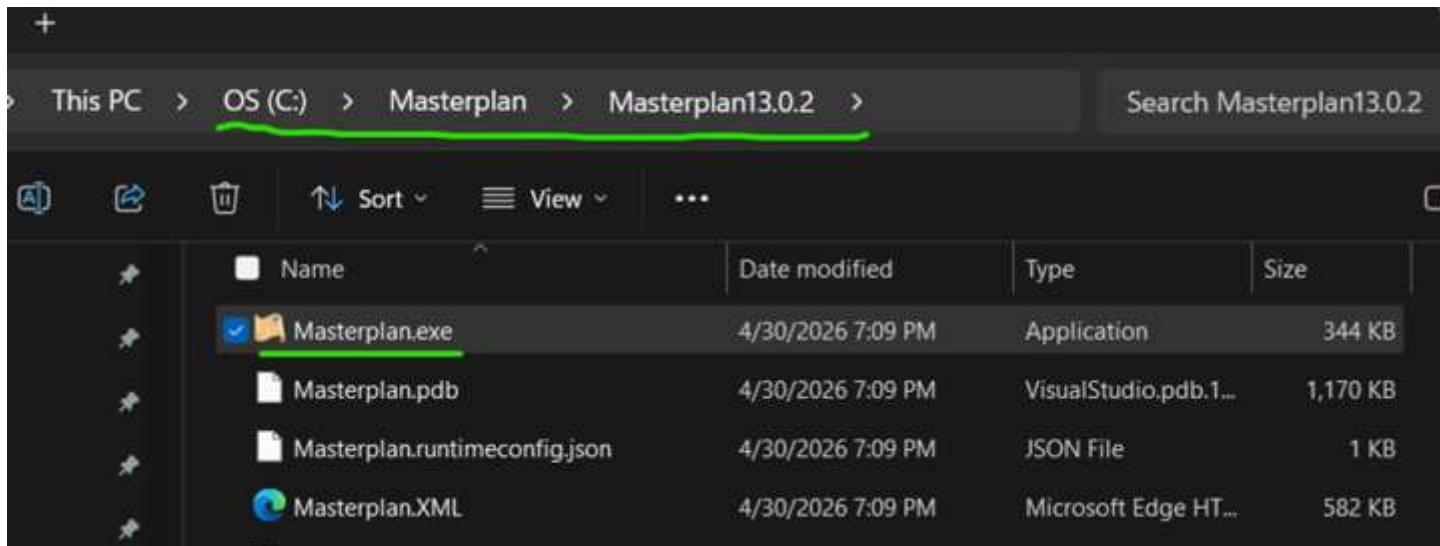 This PC > OS (C:) > Masterplan > Masterplan13.0.2 > Search Masterplan13.0.2
Sort View
Name Date modified Type Size
Masterplan.exe 4/30/2026 7:09 PM Application 344 KB
Masterplan.pdb 4/30/2026 7:09 PM VisualStudio.pdb.1... 1,170 KB
Masterplan.runtimeconfig.json 4/30/2026 7:09 PM JSON File 1 KB
Masterplan.XML 4/30/2026 7:09 PM Microsoft Edge HT... 582 KB